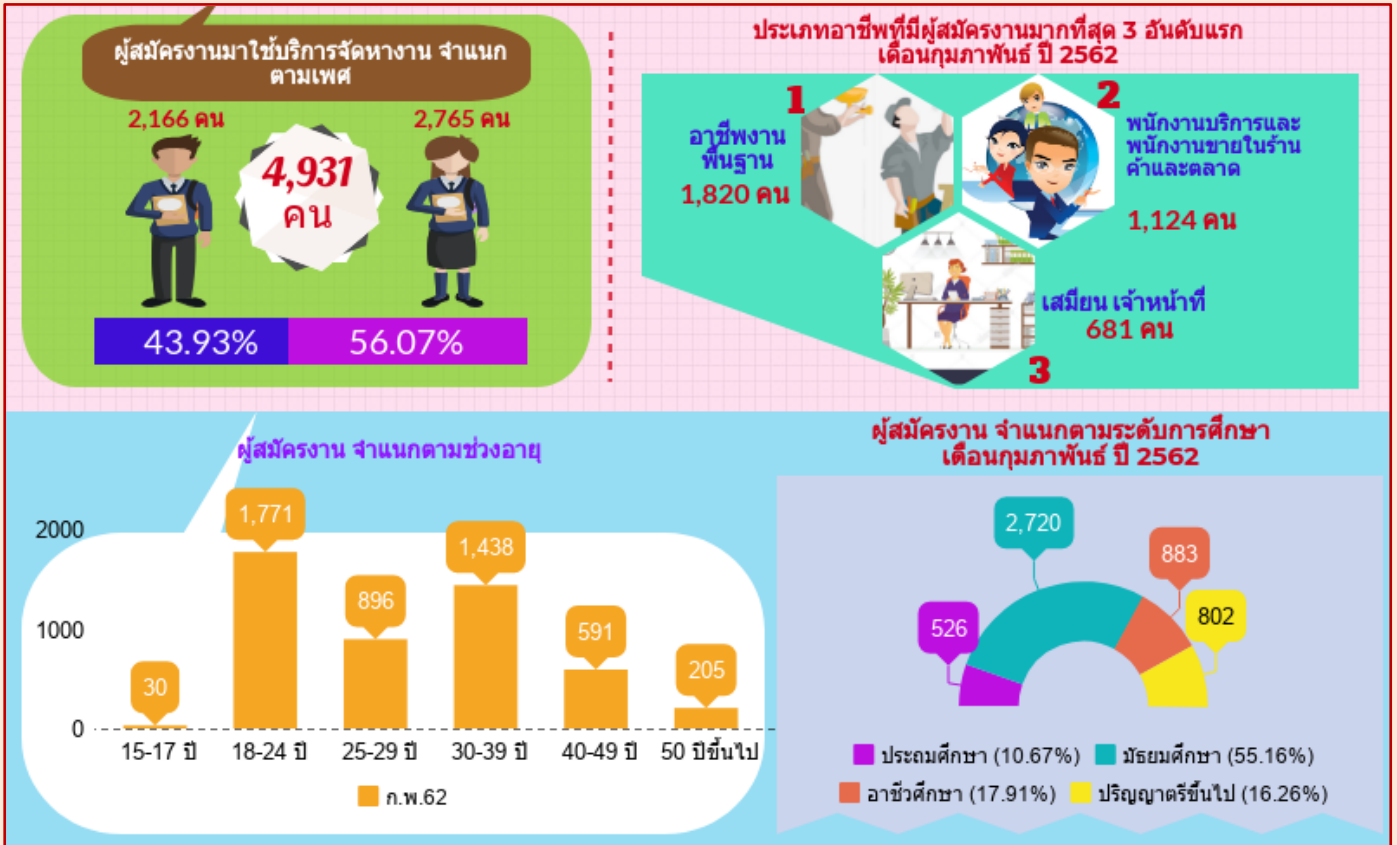 ผู้สมัครงานมาใช้บริการจัดหางาน จำแนก
ตามเพศ
2,166 คน
2,765 คน
4,931
คน
43.93%
56.07%
ประเภทอาชีพที่มีผู้สมัครงานมากที่สุด 3 อันดับแรก
เดือนกุมภาพันธ์ ปี 2562
1
อาชีพงาน
พื้นฐาน
1,820 คน
2
พนักงานบริการและ
พนักงานขายในร้าน
ค้าและตลาด
1,124 คน
เสมียน เจ้าหน้าที่
681 คน
3
ผู้สมัครงาน จำแนกตามช่วงอายุ
2000
1000
0
30
1,771
896
1,438
591
205
15-17 ปี
18-24 ปี
25-29 ปี
30-39 ปี
40-49 ปี
50 ปีขึ้นไป
ก.พ.62
ผู้สมัครงาน จำแนกตามระดับการศึกษา
เดือนกุมภาพันธ์ ปี 2562
526
2,720
883
802
ประถมศึกษา (10.67%)
มัธยมศึกษา (55.16%)
อาชีวศึกษา (17.91%)
ปริญญาตรีขึ้นไป (16.26%)